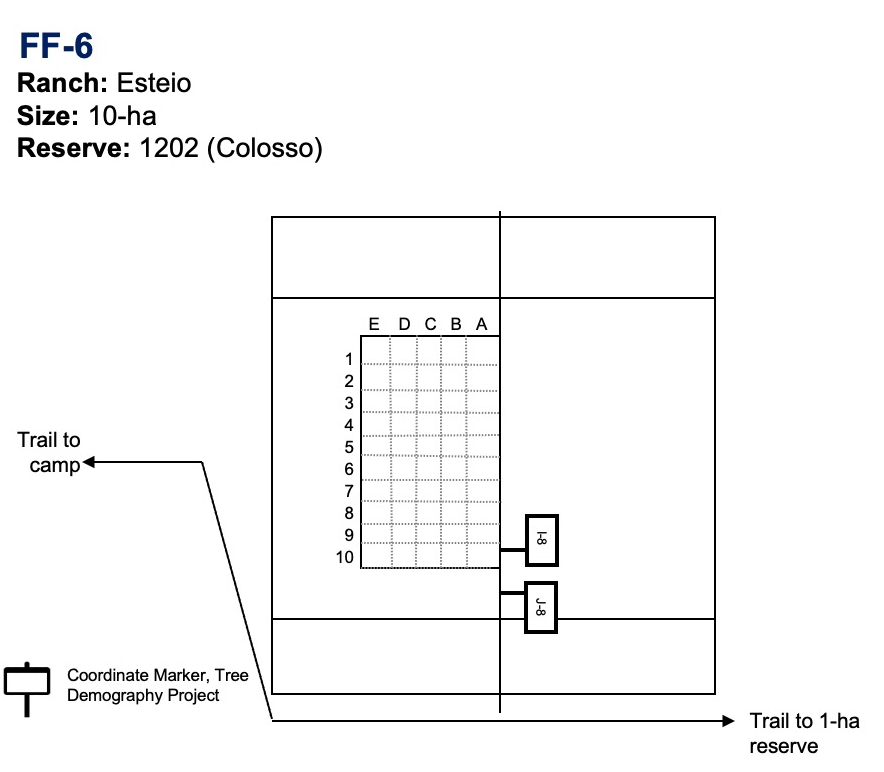 FF-6
Ranch: Esteio
Size: 10-ha
Reserve: 1202 (Colosso)
E D C B A
1
2
3
4
5
6
7
8
9
10
Trail to
camp
I-8
J-8
Coordinate Marker, Tree
Demography Project
Trail to 1-ha
reserve